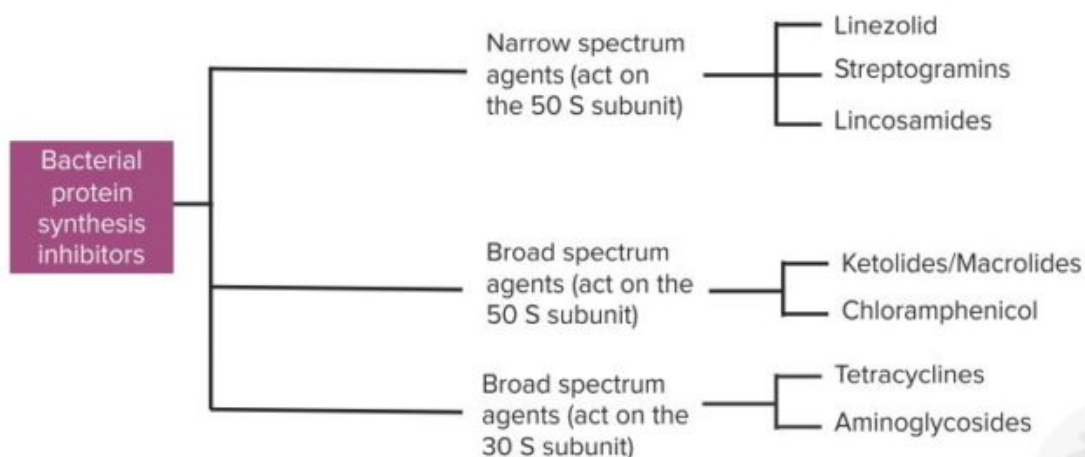 Bacterial
protein
synthesis
inhibitors
Narrow spectrum
agents (act on
the 50 S subunit)
Linezolid
Streptogramins
Lincosamides
Broad spectrum
agents (act on the
50 S subunit)
Ketolides/Macrolides
Chloramphenicol
Broad spectrum
agents (act on the
30 S subunit)
Tetracyclines
Aminoglycosides